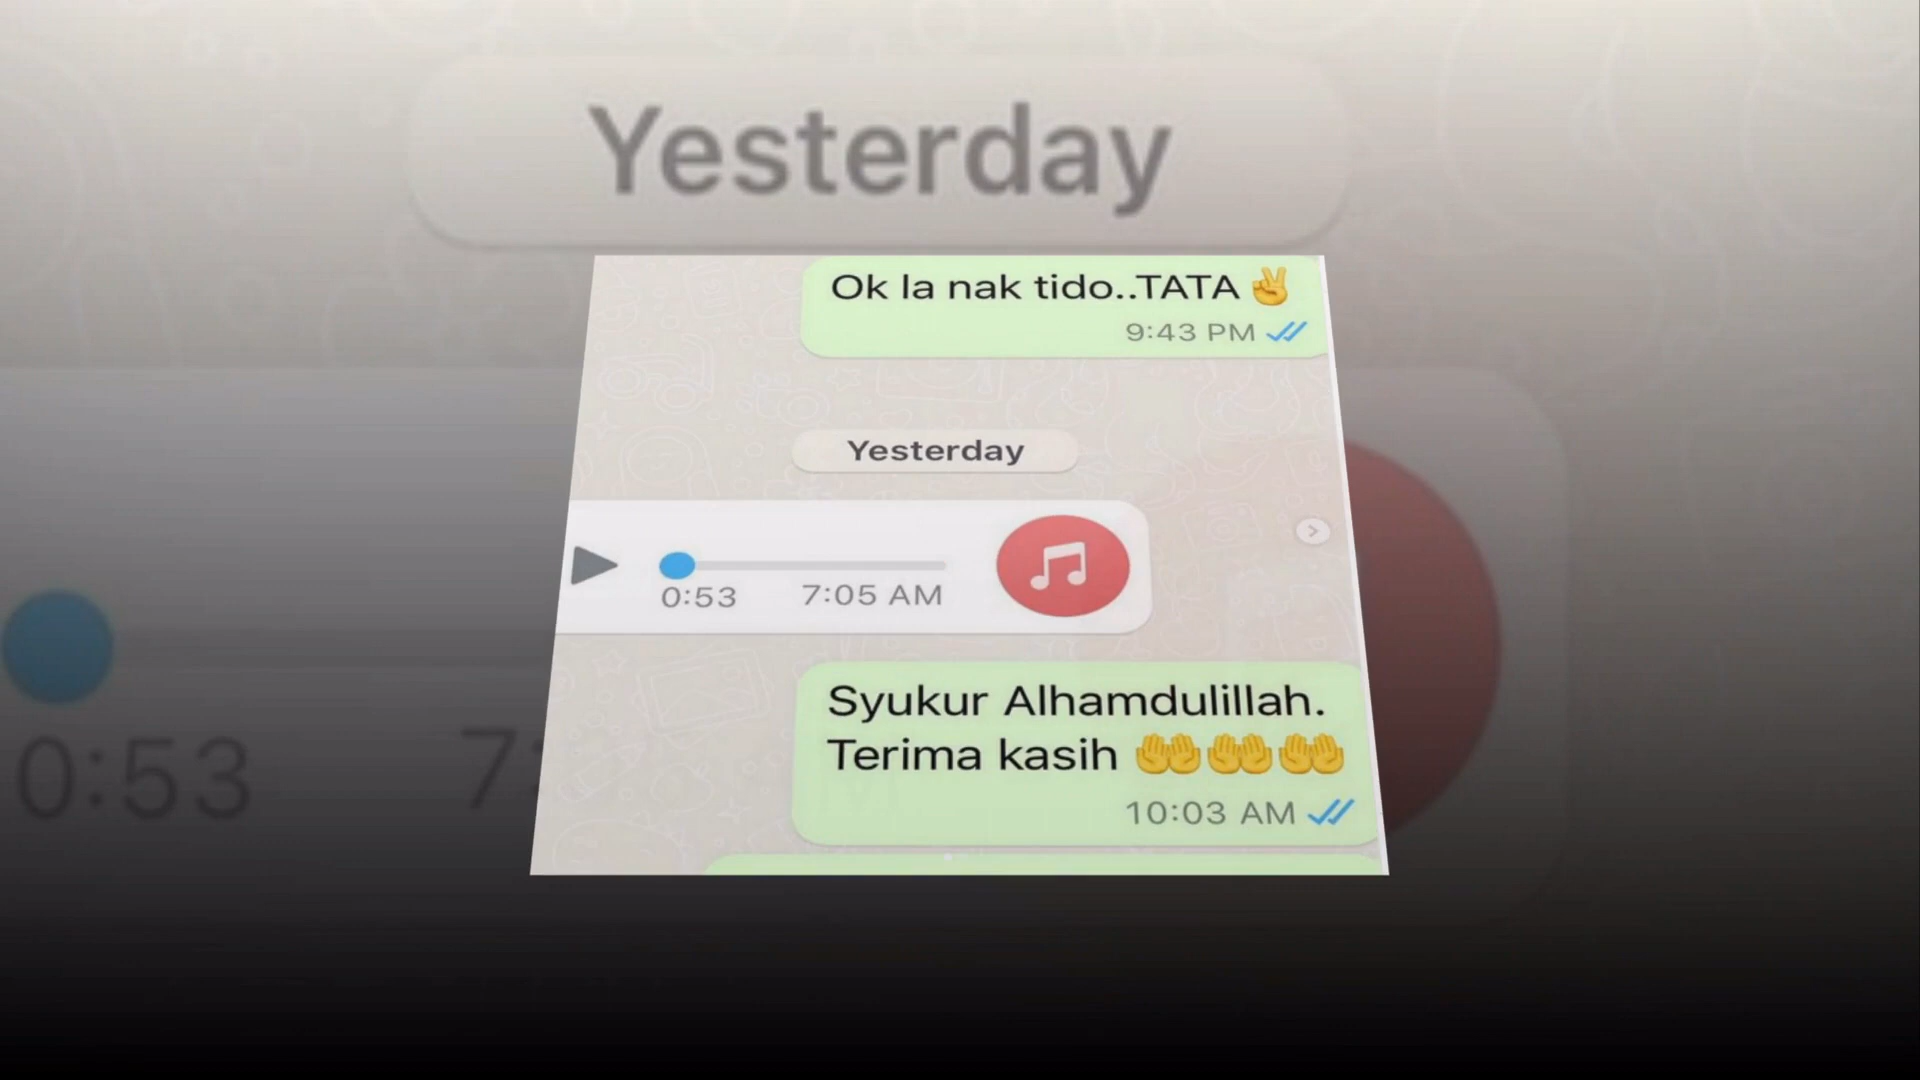 Yesterday
Ok la nak tido..TATA ✌️
9:43 PM
Yesterday
0:53 7:05 AM
Syukur Alhamdulillah.
Terima kasih 🤲🤲🤲
10:03 AM
0:53 7: